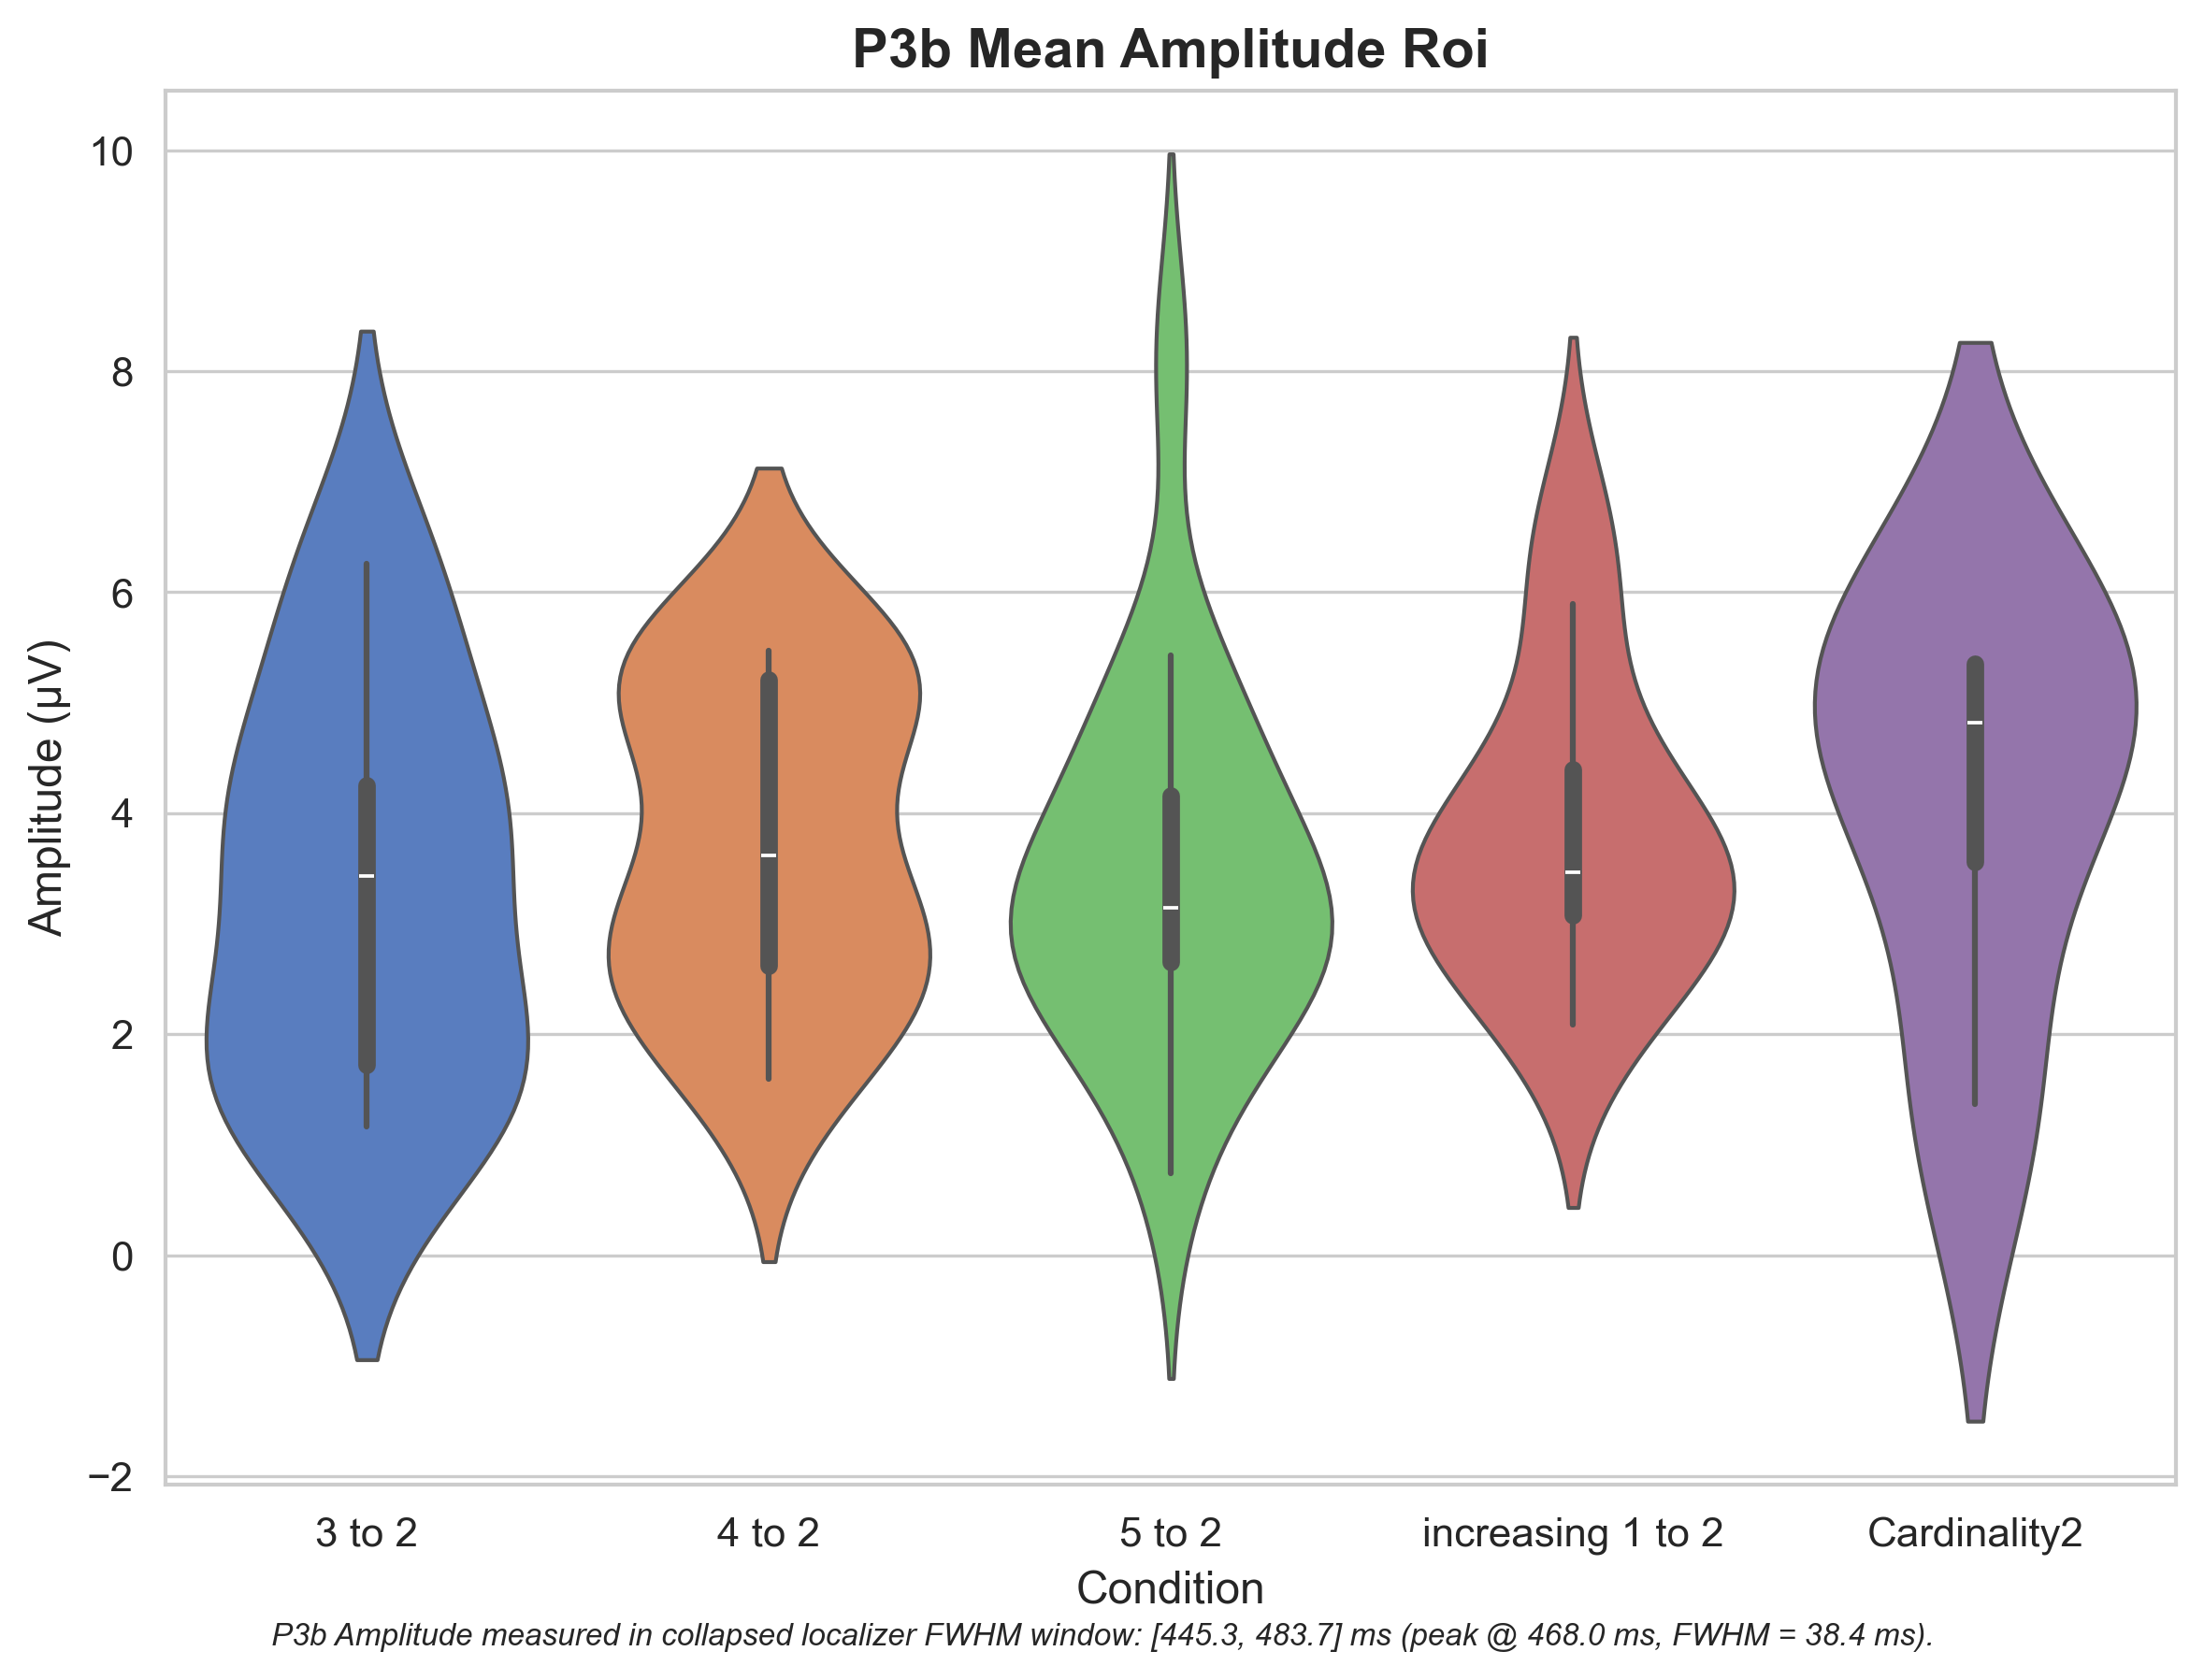 P3b Mean Amplitude Roi
10
8
6
4
2
0
−2
Amplitude (μV)
3 to 2
4 to 2
5 to 2
increasing 1 to 2
Cardinality2
Condition
P3b Amplitude measured in collapsed localizer FWHM window: [445.3, 483.7] ms (peak @ 468.0 ms, FWHM = 38.4 ms).